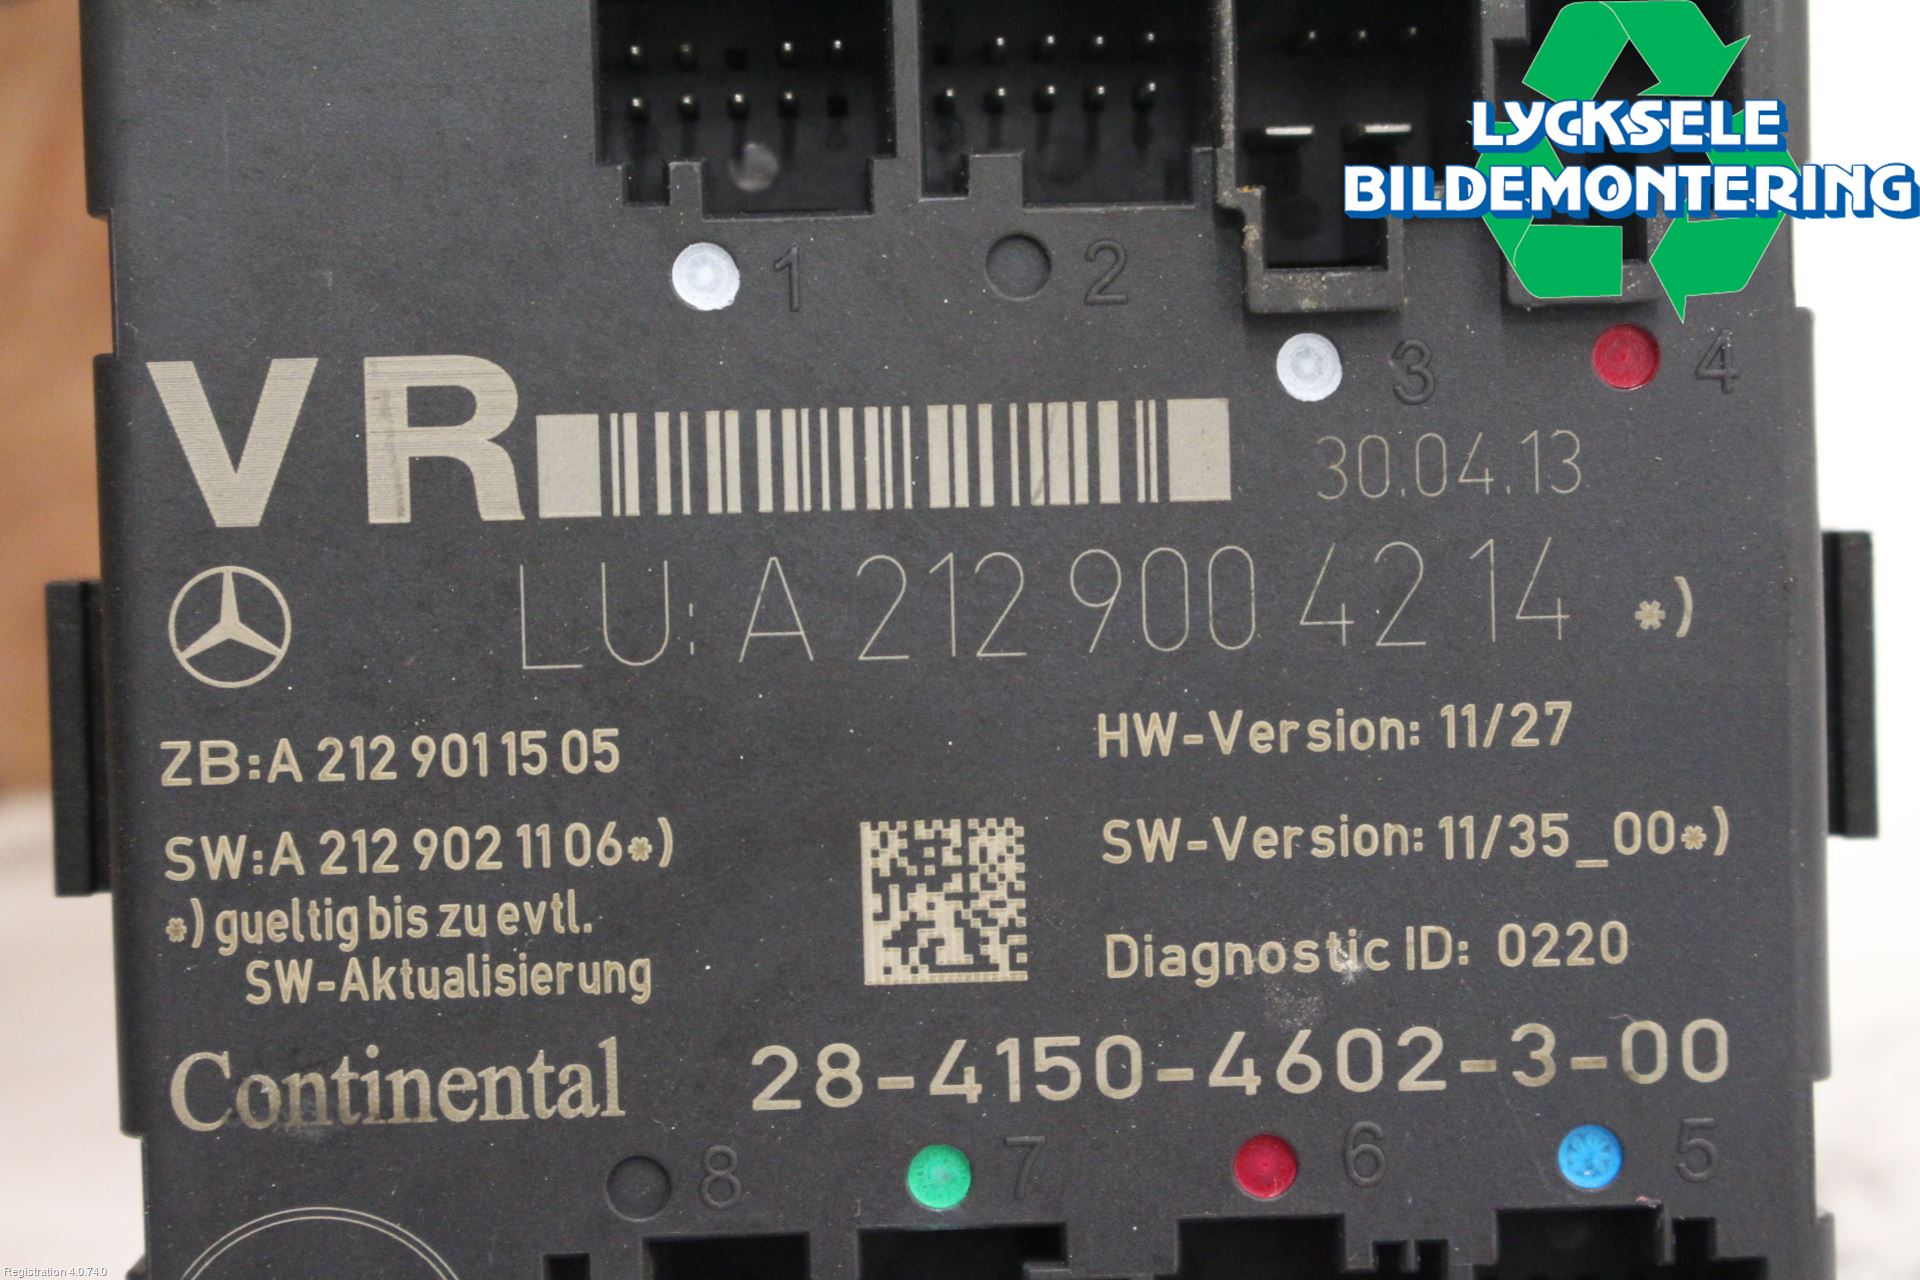 LYCKSELE
BILDEMONTERING
1
2
3
4
VR
30.04.13
LU: A 212 900 42 14 *)
ZB: A 212 901 15 05
HW-Version: 11/27
SW: A 212 902 11 06*)
SW-Version: 11/35_00*)
*) gueltig bis zu evtl.
SW-Aktualisierung
Diagnostic ID: 0220
Continental
28-4150-4602-3-00
8
7
6
5
Registration 4.0.74.0